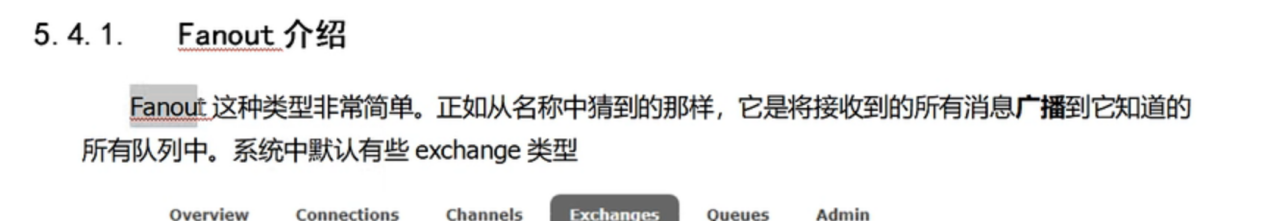 5.4.1. Fanout 介绍
Fanout 这种类型非常简单。正如从名称中猜到的那样，它是将接收到的所有消息广播到它知道的
所有队列中。系统中默认有些 exchange 类型
Overview Connections Channels Exchanges Queues Admin